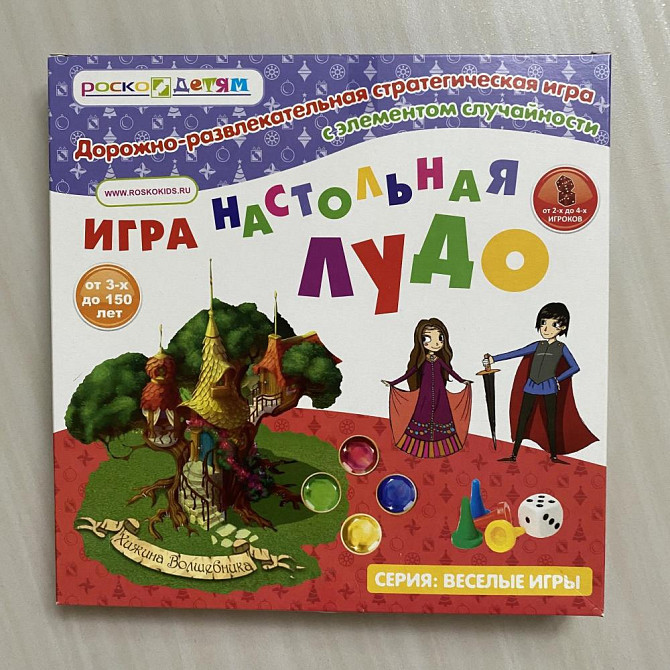 РОСКО ДЕТЯМ
Дорожно-развлекательная стратегическая игра
с элементом случайности
WWW.ROSKOKIDS.RU
ИГРА НАСТОЛЬНАЯ
ЛУДО
от 2-х до 4-х
ИГРОКОВ
от 3-х
до 150
лет
Хижина Волшебника
СЕРИЯ: ВЕСЕЛЫЕ ИГРЫ